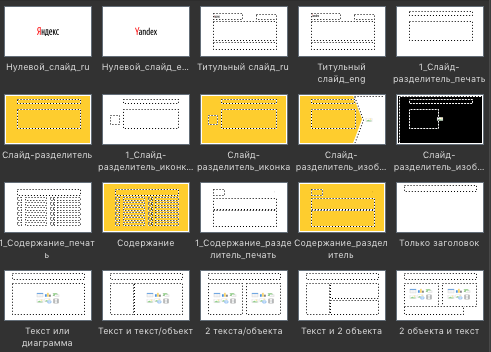 Яндекс
Yandex
Нулевой_слайд_ru
Нулевой_слайд_е...
Титульный слайд_ru
Титульный
слайд_eng
1_Слайд-
разделитель_печать
Слайд-разделитель
1_Слайд-
разделитель_иконк...
Слайд-
разделитель_иконка
Слайд-
разделитель_изоб...
Слайд-
разделитель_изоб...
1_Содержание_печат
ь
Содержание
1_Содержание_разде
литель_печать
Содержание_раздел
итель
Только заголовок
Текст или
диаграмма
Текст и текст/объект
2 текста/объекта
Текст и 2 объекта
2 объекта и текст